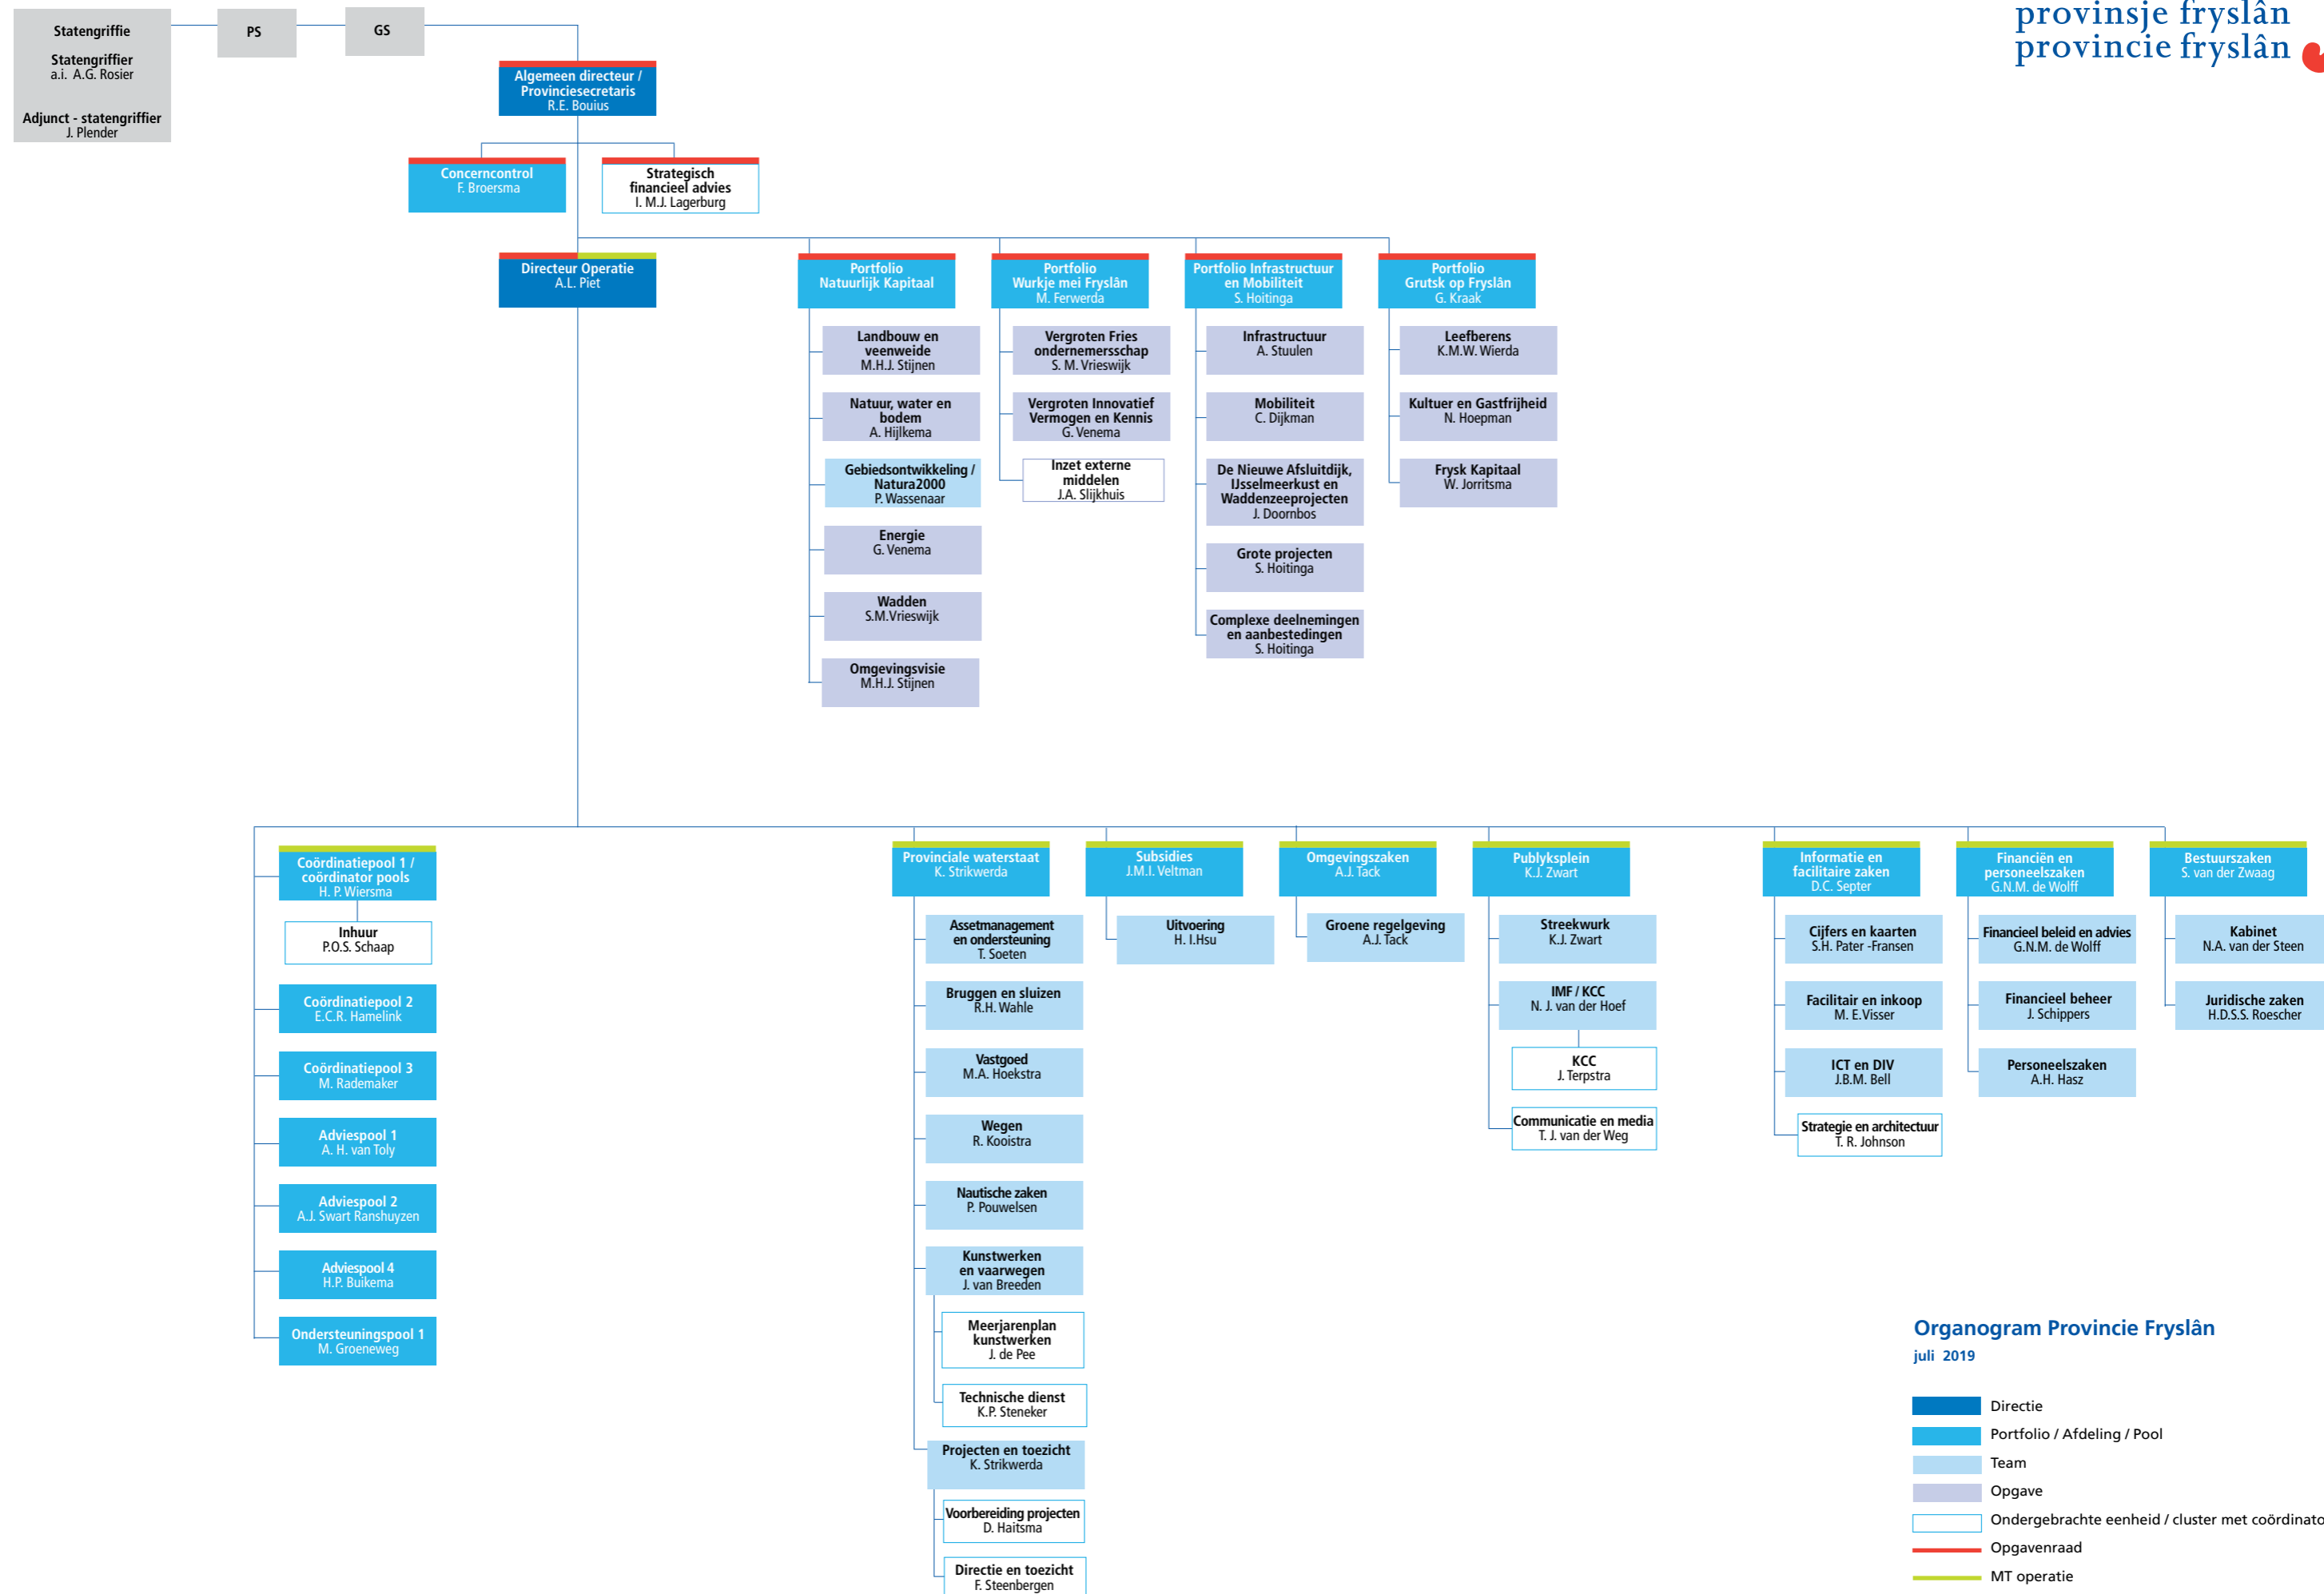 provinsje fryslân
provincie fryslân
Statengriffie
Statengriffier
a.i. A.G. Rosier
Adjunct - statengriffier
J. Plender
PS
GS
Algemeen directeur /
Provinciesecretaris
R.E. Bouius
Concerncontrol
F. Broersma
Strategisch
financieel advies
I. M.J. Lagerburg
Directeur Operatie
A.L. Piet
Portfolio
Natuurlijk Kapitaal
Landbouw en
veenweide
M.H.J. Stijnen
Natuur, water en
bodem
A. Hijlkema
Gebiedsontwikkeling /
Natura2000
P. Wassenaar
Energie
G. Venema
Wadden
S.M.Vrieswijk
Omgevingsvisie
M.H.J. Stijnen
Portfolio
Wurkje mei Fryslân
M. Ferwerda
Vergroten Fries
ondernemersschap
S. M. Vrieswijk
Vergroten Innovatief
Vermogen en Kennis
G. Venema
Inzet externe
middelen
J.A. Slijkhuis
Portfolio Infrastructuur
en Mobiliteit
S. Hoitinga
Infrastructuur
A. Stuulen
Mobiliteit
C. Dijkman
De Nieuwe Afsluitdijk,
IJsselmeerkust en
Waddenzeeprojecten
J. Doornbos
Grote projecten
S. Hoitinga
Complexe deelnemingen
en aanbestedingen
S. Hoitinga
Portfolio
Grutsk op Fryslân
G. Kraak
Leefberens
K.M.W. Wierda
Kultuer en Gastfrijheid
N. Hoepman
Frysk Kapitaal
W. Jorritsma
Coördinatiepool 1 /
coördinator pools
H. P. Wiersma
Inhuur
P.O.S. Schaap
Coördinatiepool 2
E.C.R. Hamelink
Coördinatiepool 3
M. Rademaker
Adviespool 1
A. H. van Toly
Adviespool 2
A.J. Swart Ranshuyzen
Adviespool 4
H.P. Buikema
Ondersteuningspool 1
M. Groeneweg
Provinciale waterstaat
K. Strikwerda
Assetmanagement
en ondersteuning
T. Soeten
Bruggen en sluizen
R.H. Wahle
Vastgoed
M.A. Hoekstra
Wegen
R. Kooistra
Nautische zaken
P. Pouwelsen
Kunstwerken
en vaarwegen
J. van Breeden
Meerjarenplan
kunstwerken
J. de Pee
Technische dienst
K.P. Steneker
Projecten en toezicht
K. Strikwerda
Voorbereiding projecten
D. Haitsma
Directie en toezicht
F. Steenbergen
Subsidies
J.M.I. Veltman
Uitvoering
H. I.Hsu
Omgevingszaken
A.J. Tack
Groene regelgeving
A.J. Tack
Publyksplein
K.J. Zwart
Streekwurk
K.J. Zwart
IMF / KCC
N. J. van der Hoef
KCC
J. Terpstra
Communicatie en media
T. J. van der Weg
Informatie en
facilitaire zaken
D.C. Septer
Cijfers en kaarten
S.H. Pater -Fransen
Facilitair en inkoop
M. E.Visser
ICT en DIV
J.B.M. Bell
Strategie en architectuur
T. R. Johnson
Financiën en
personeelszaken
G.N.M. de Wolff
Financieel beleid en advies
G.N.M. de Wolff
Financieel beheer
J. Schippers
Personeelszaken
A.H. Hasz
Bestuurszaken
S. van der Zwaag
Kabinet
N.A. van der Steen
Juridische zaken
H.D.S.S. Roescher
Organogram Provincie Fryslân
juli 2019
Directie
Portfolio / Afdeling / Pool
Team
Opgave
Ondergebrachte eenheid / cluster met coördinato
Opgavenraad
MT operatie